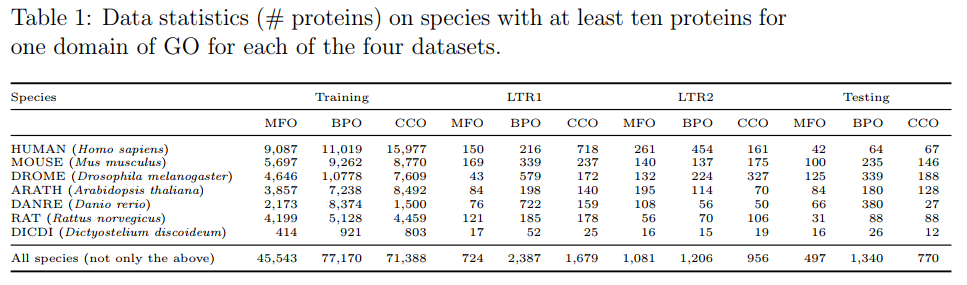 Table 1: Data statistics (# proteins) on species with at least ten proteins for
one domain of GO for each of the four datasets.
Species Training LTR1 LTR2 Testing
MFO BPO CCO MFO BPO CCO MFO BPO CCO MFO BPO CCO
HUMAN (Homo sapiens) 9,087 11,019 15,977 150 216 718 261 454 161 42 64 67
MOUSE (Mus musculus) 5,697 9,262 8,770 169 339 237 140 137 175 100 235 146
DROME (Drosophila melanogaster) 4,646 1,0778 7,609 43 579 172 132 224 327 125 339 188
ARATH (Arabidopsis thaliana) 3,857 7,238 8,492 84 198 140 195 114 70 84 180 128
DANRE (Danio rerio) 2,173 8,374 1,500 76 722 159 108 56 50 66 380 27
RAT (Rattus norvegicus) 4,199 5,128 4,459 121 185 178 56 70 106 31 88 88
DICDI (Dictyostelium discoideum) 414 921 803 17 52 25 16 15 19 16 26 12
All species (not only the above) 45,543 77,170 71,388 724 2,387 1,679 1,081 1,206 956 497 1,340 770